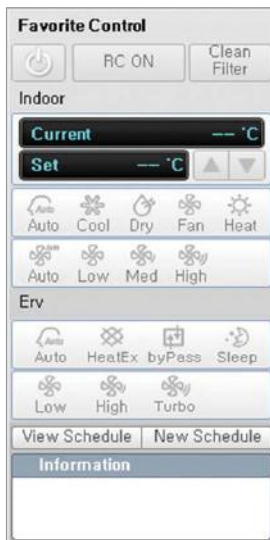 Favorite Control
RC ON
Clean
Filter
Indoor
Current -- °C
Set -- °C
Auto Cool Dry Fan Heat
Auto Low Med High
Erv
Auto HeatEx byPass Sleep
Low High Turbo
View Schedule New Schedule
Information